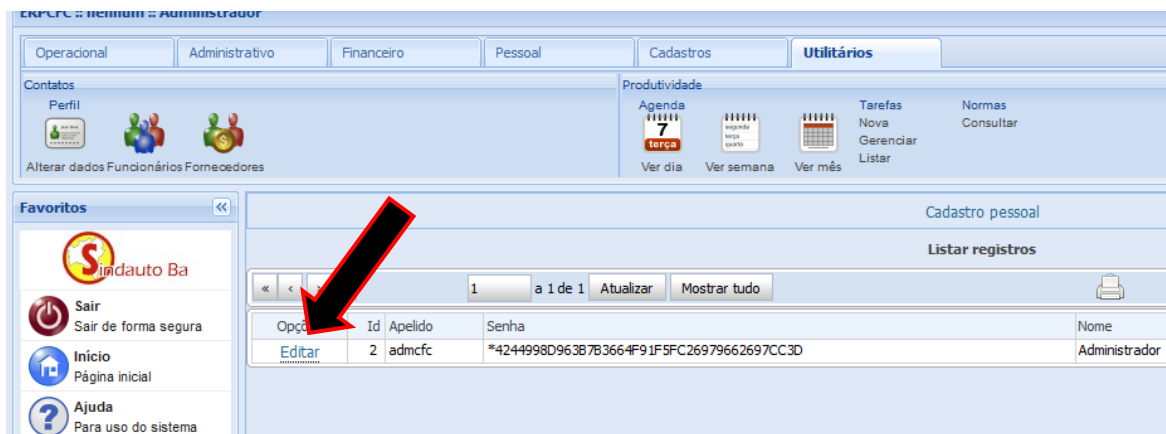 ERPCFC :: nenhum :: Administrador
Operacional Administrativo Financeiro Pessoal Cadastros Utilitários
Contatos Produtividade
Perfil Agenda Tarefas Normas
7 Nova Consultar
terça Gerenciar
Listar
Alterar dados Funcionários Fornecedores Ver dia Ver semana Ver mês
Favoritos «
Cadastro pessoal
Sindauto Ba
Listar registros
« ‹ 1 a 1 de 1 Atualizar Mostrar tudo
Sair
Sair de forma segura
Id Apelido Senha Nome
Editar 2 admcfc *4244998D963B7B3664F91F5FC26979662697CC3D Administrador
Início
Página inicial
Ajuda
Para uso do sistema